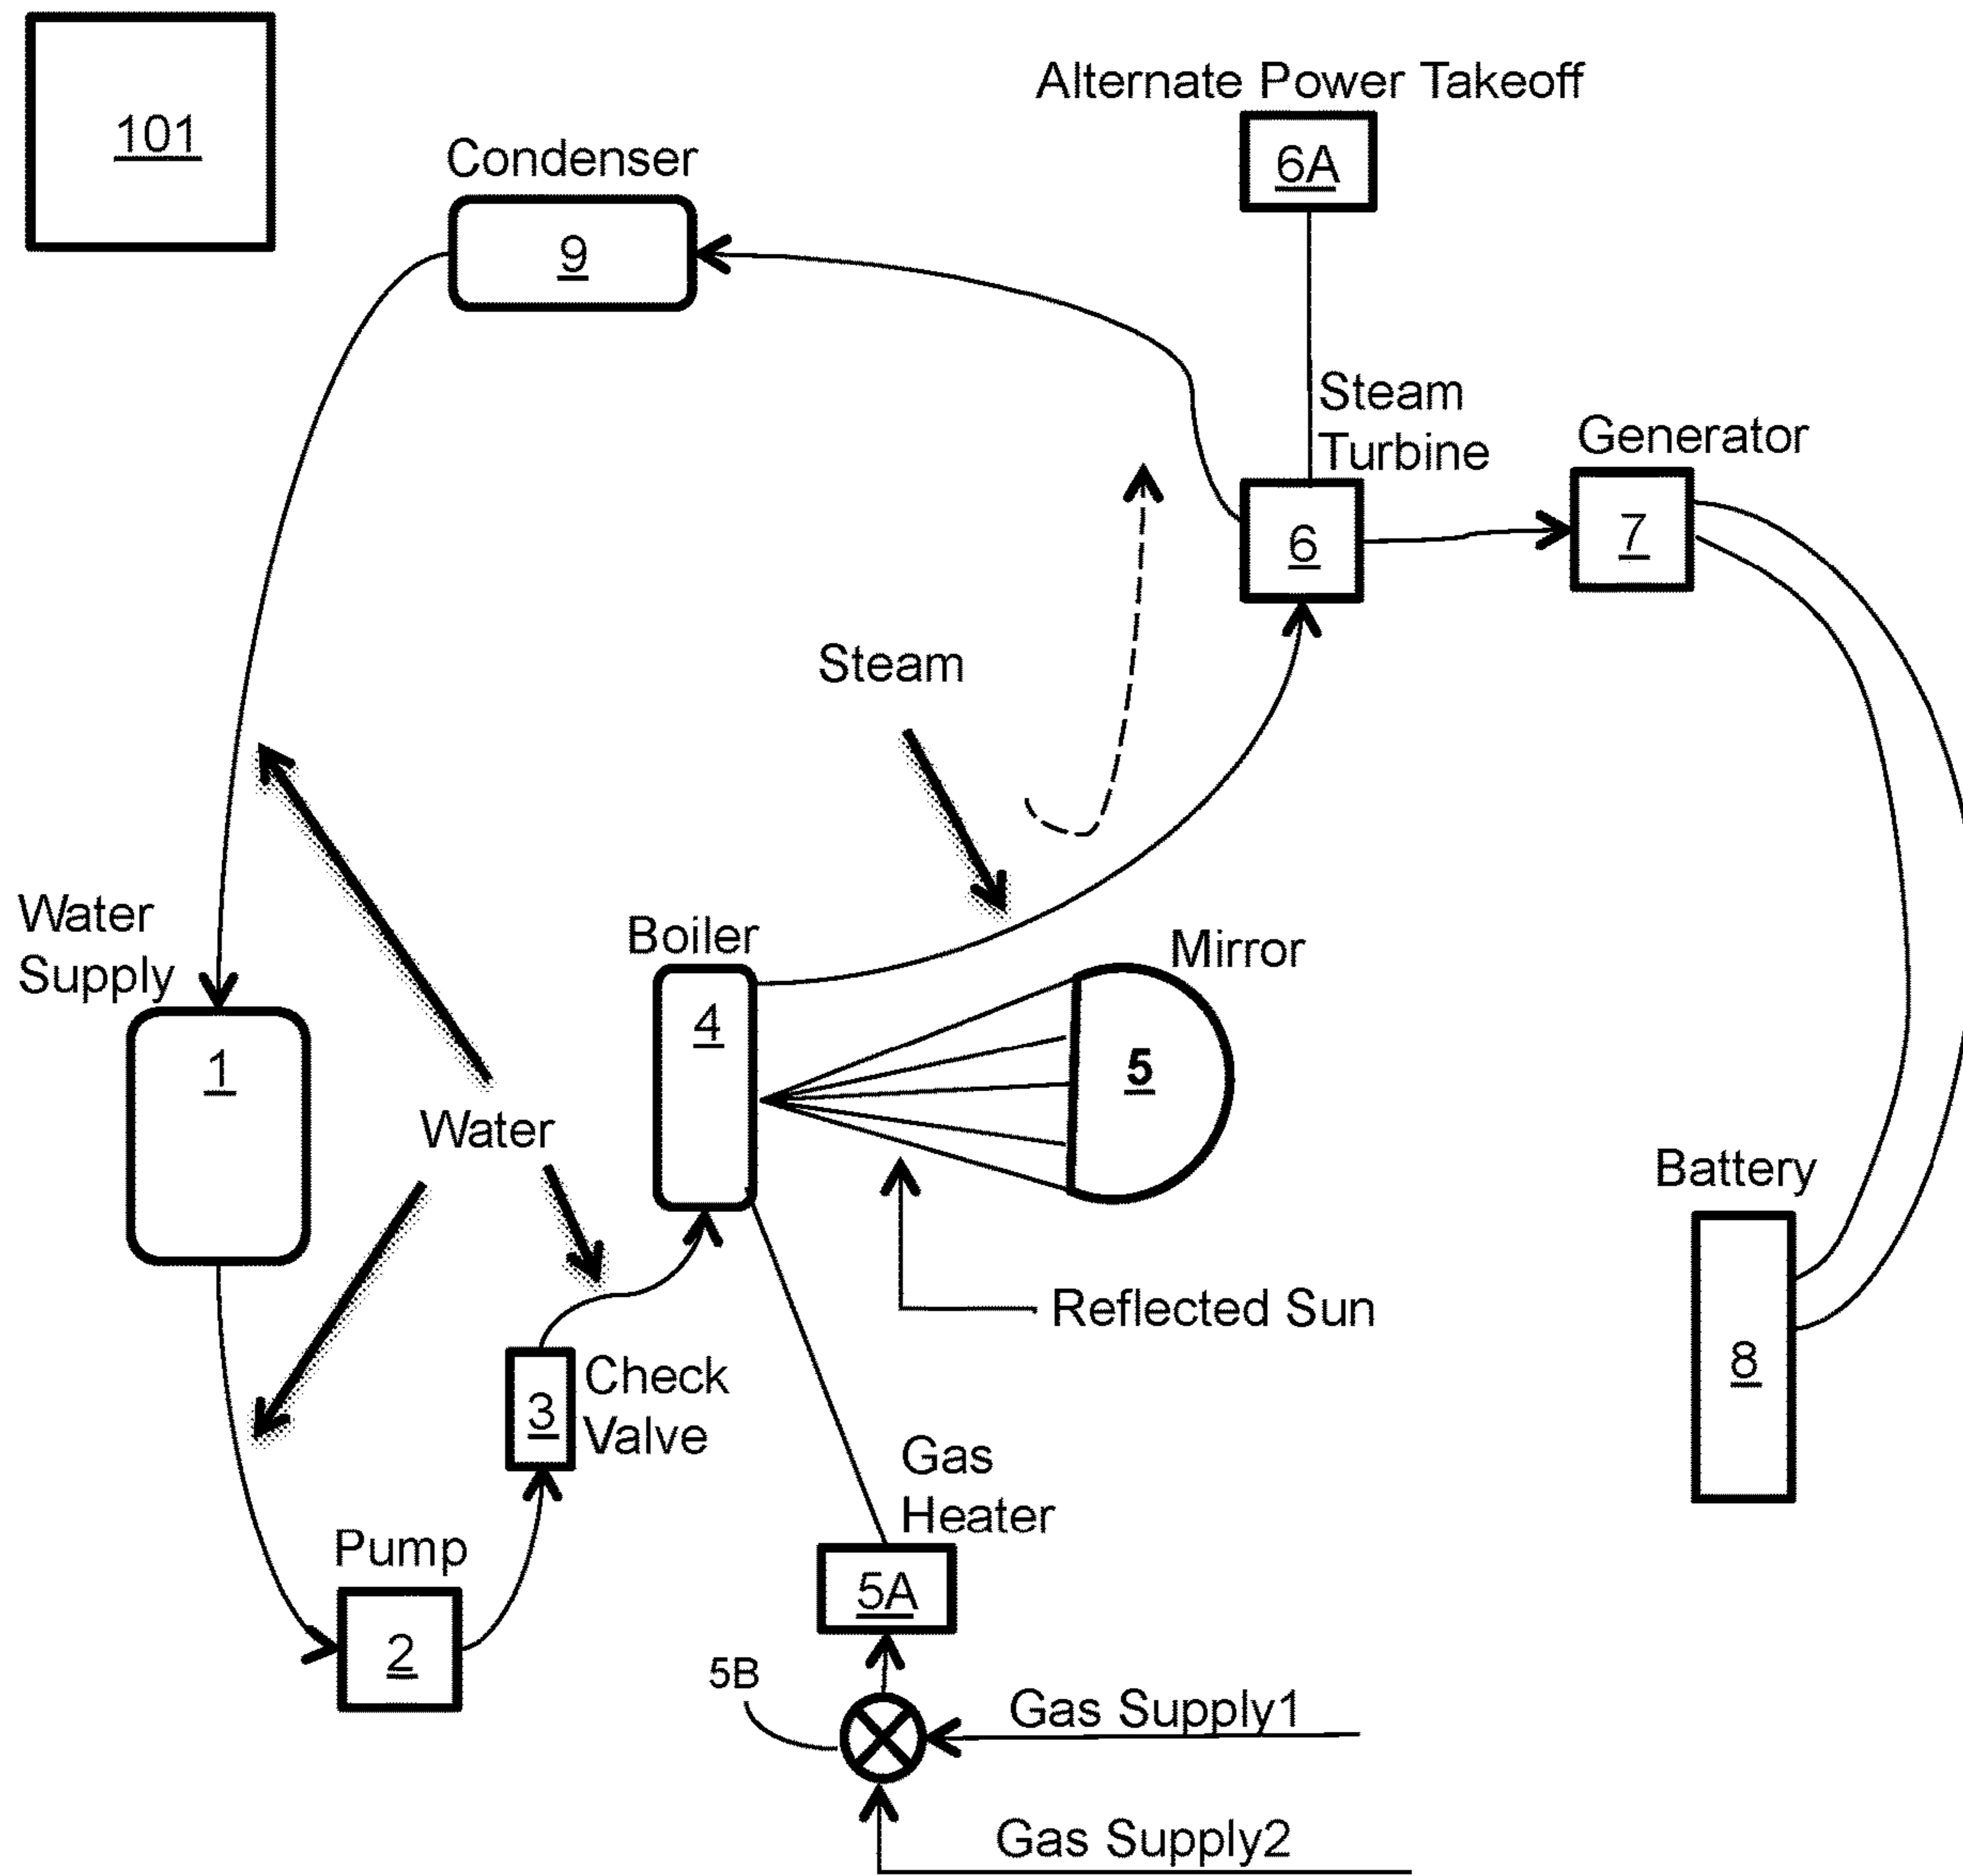 101
Alternate Power Takeoff
6A
Condenser
9
Steam
Turbine
6
Generator
7
Steam
Water
Supply
1
Boiler
4
Mirror
5
Water
Battery
8
Reflected Sun
Check
Valve
3
Gas
Heater
5A
Pump
2
5B
Gas Supply1
Gas Supply2